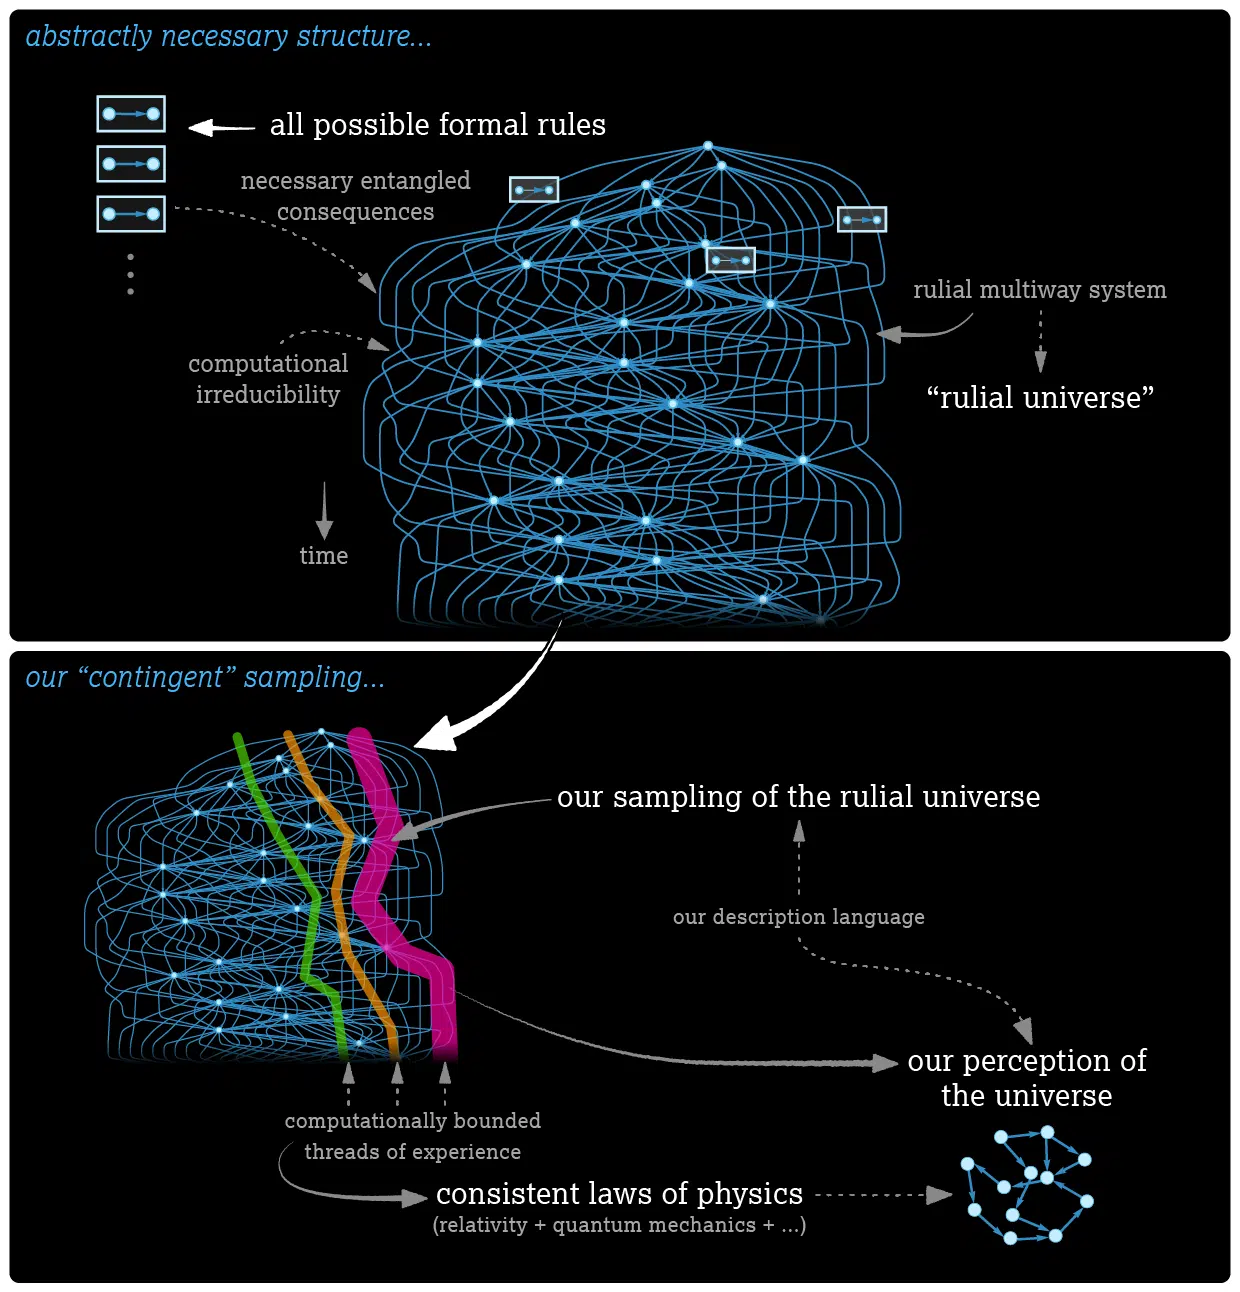 abstractly necessary structure...
all possible formal rules
necessary entangled
consequences
rulial multiway system
computational
irreducibility
“rulial universe”
time
our “contingent” sampling...
our sampling of the rulial universe
our description language
our perception of
the universe
computationally bounded
threads of experience
consistent laws of physics
(relativity + quantum mechanics + ...)